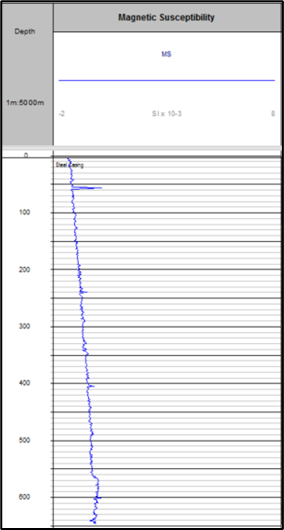 Magnetic Susceptibility
Depth
MS
1m:5000m
-2 SI x 10-3 8
0
Steel Casing
100
200
300
400
500
600